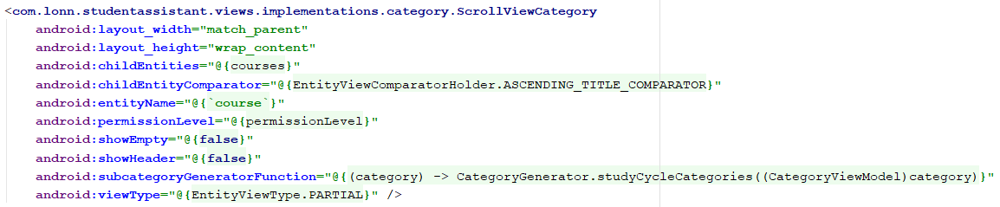 <com.lonn.studentassistant.views.implementations.category.ScrollViewCategory
    android:layout_width="match_parent"
    android:layout_height="wrap_content"
    android:childEntities="@{courses}"
    android:childEntityComparator="@{EntityViewComparatorHolder.ASCENDING_TITLE_COMPARATOR}"
    android:entityName="@{`course`}"
    android:permissionLevel="@{permissionLevel}"
    android:showEmpty="@{false}"
    android:showHeader="@{false}"
    android:subcategoryGeneratorFunction="@{(category) -> CategoryGenerator.studyCycleCategories((CategoryViewModel)category)}"
    android:viewType="@{EntityViewType.PARTIAL}" />